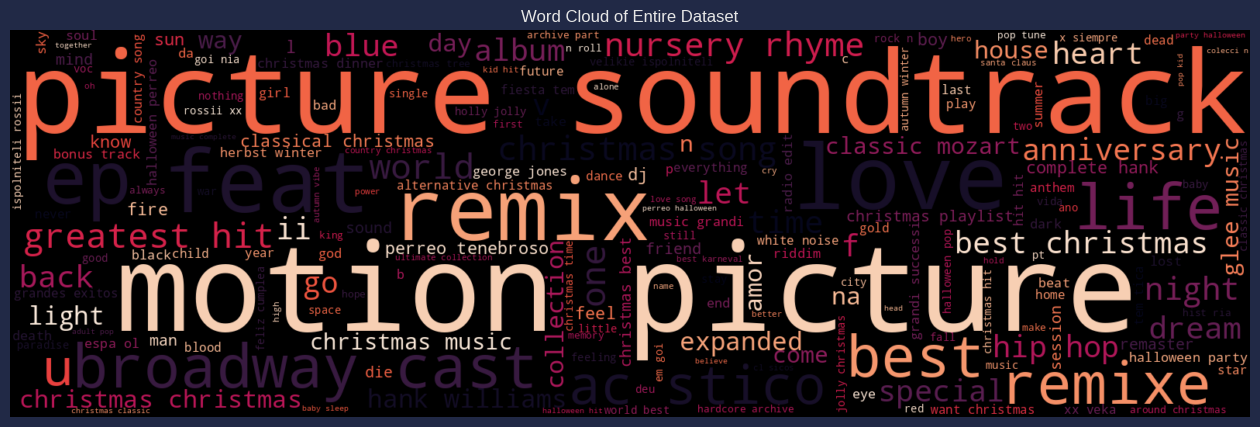 Word Cloud of Entire Dataset
sky
soul
mind
together
voc
oh
country song
sun
da
way
goi nia
l
blue
christmas dinner
christmas tree
day
album
archive part
n roll
velikie ispolniteli
kid hit
future
nursery rhyme
c
rock n
boy
hero
pop tune
house
santa claus
x siempre
heart
dead
party halloween
colecci n
picture soundtrack
nothing
rossii xx
girl
bad
single
holly jolly
first
fiesta tem
v
alone
autumn winter
last
play
summer
two
pop kid
big
g
ispolniteli rossii
know
bonus track
halloween perreo
herbst winter
classical christmas
country christmas
christmas song
n
radio edit
classic mozart
anniversary
glee music
classic christmas
ep feat
always
war
never
autumn vibe
power
world
george jones
alternative christmas
dance
dj
p
everything
cry
love song
perreo halloween
let
love
hit hit
complete hank
anthem
vida
ano
dark
life
baby
fire
greatest hit
ii
sound
king
remix
music grandi
still
friend
time
christmas playlist
gold
white noise
riddim
f
best christmas
perreo tenebroso
ultimate collection
b
black
child
year
god
good
back
grandes exitos
go
space
hope
high
feliz cumplea
motion picture
collection
christmas time
one
name
christmas best
best karneval
end
better
amor
city
na
head
grandi successi
halloween pop
hold
pt
beat
home
christmas hit
make
lost
night
hist ria
dream
light
death
paradise
adult pop
espa ol
man
blood
christmas music
die
feel
little
memory
feeling
expanded
believe
come
em goi
deu
jolly christmas
fall
best
music
session
hip hop
remaster
halloween party
star
u
broadway cast
hank williams
ac stico
eye
special
remixe
christmas christmas
christmas classic
baby sleep
halloween hit
world best
hardcore archive
red
want christmas
xx veka
around christmas